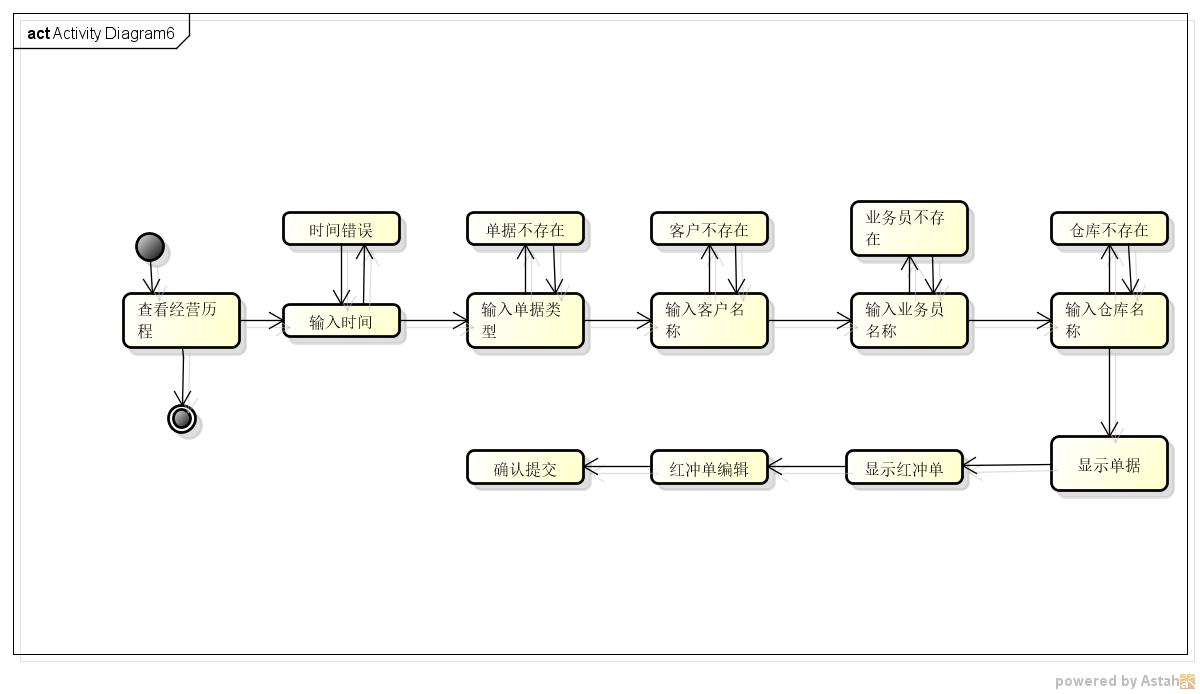 act Activity Diagram6
时间错误
单据不存在
客户不存在
业务员不存
在
仓库不存在
查看经营历
程
输入时间
输入单据类
型
输入客户名
称
输入业务员
名称
输入仓库名
称
确认提交
红冲单编辑
显示红冲单
显示单据
powered by Astah